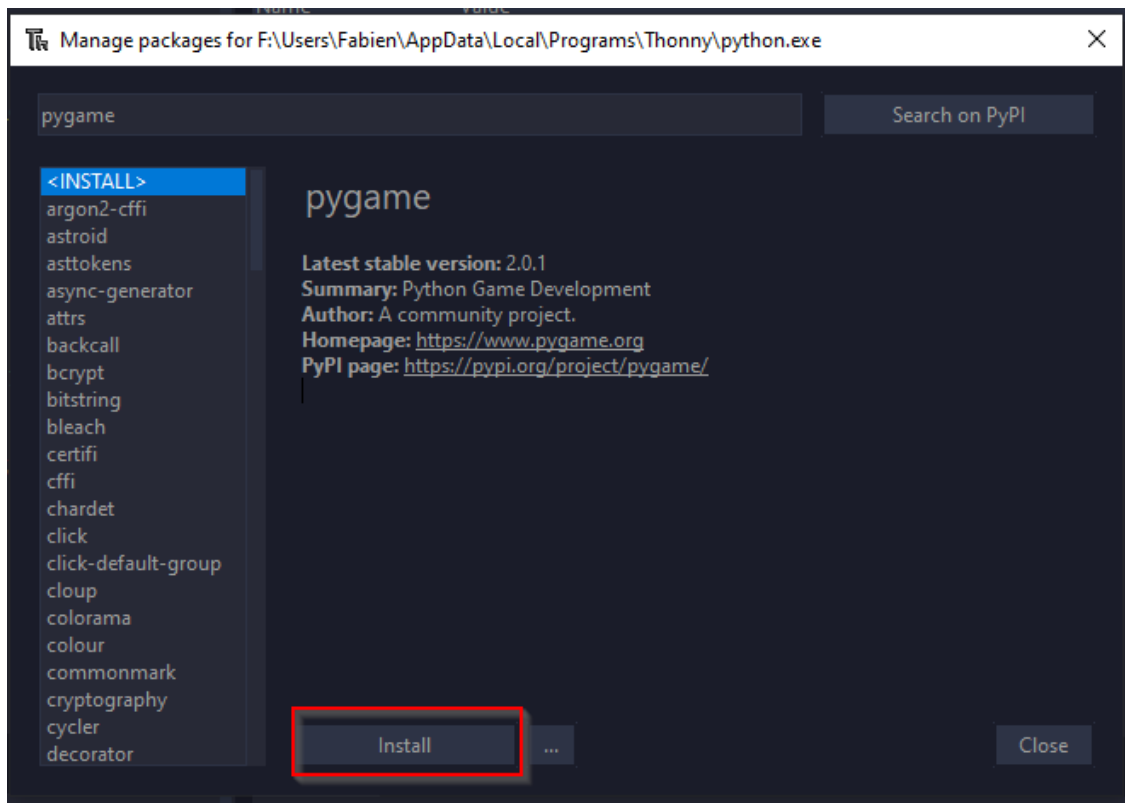 Name Value
Manage packages for F:\Users\Fabien\AppData\Local\Programs\Thonny\python.exe
pygame
Search on PyPI
<INSTALL>
argon2-cffi
astroid
asttokens
async-generator
attrs
backcall
bcrypt
bitstring
bleach
certifi
cffi
chardet
click
click-default-group
cloup
colorama
colour
commonmark
cryptography
cycler
decorator
pygame
Latest stable version: 2.0.1
Summary: Python Game Development
Author: A community project.
Homepage: https://www.pygame.org
PyPI page: https://pypi.org/project/pygame/
Install
...
Close